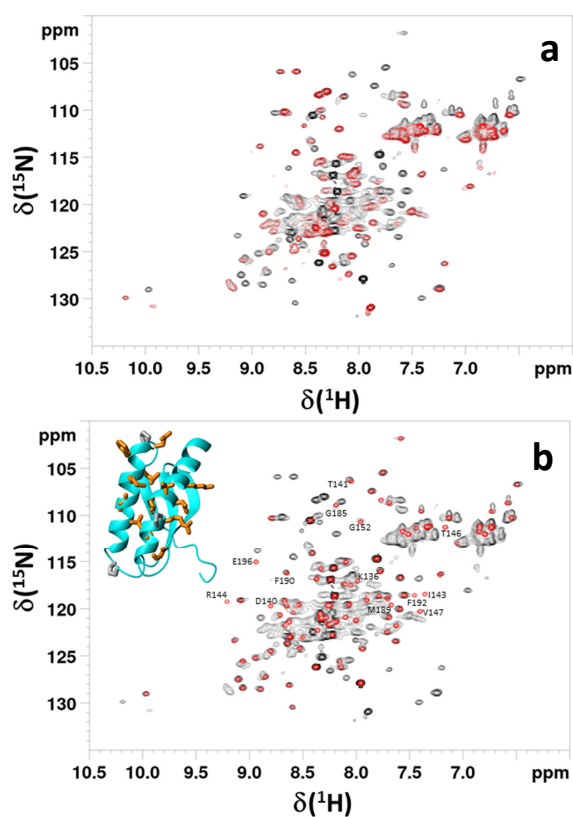 ppm
a
105
110
115
120
125
130
δ(¹⁵N)
10.5 10.0 9.5 9.0 8.5 8.0 7.5 7.0 ppm
δ(¹H)
ppm
b
105
110
115
120
125
130
δ(¹⁵N)
T141
G185
G152
T146
E196
F190
K136
R144
D140
I143
F192
M189
V147
10.5 10.0 9.5 9.0 8.5 8.0 7.5 7.0 ppm
δ(¹H)